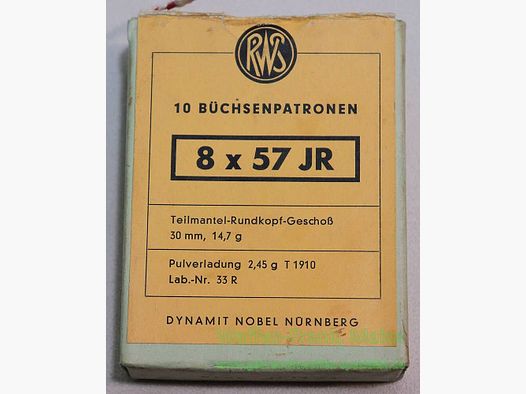 RWS
10 BÜCHSENPATRONEN
8 x 57 JR
Teilmantel-Rundkopf-Geschoß
30 mm, 14,7 g
Pulverladung 2,45 g T 1910
Lab.-Nr. 33 R
DYNAMIT NOBEL NÜRNBERG